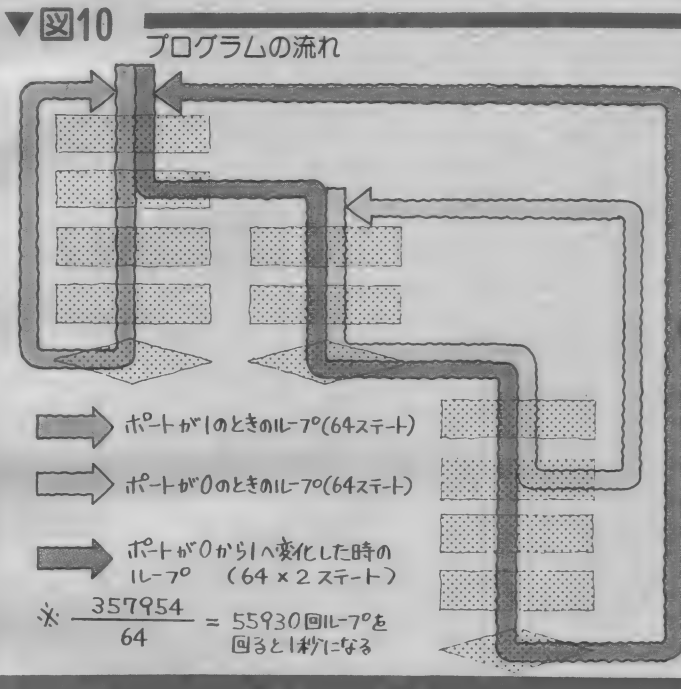 ▼図10
プログラムの流れ
ポートが1のときのループ(64ステート)
ポートが0のときのループ(64ステート)
ポートが0から1へ変化した時の
ループ (64×2ステート)
※ 357954
64
= 55930回ループを
回ると1秒になる